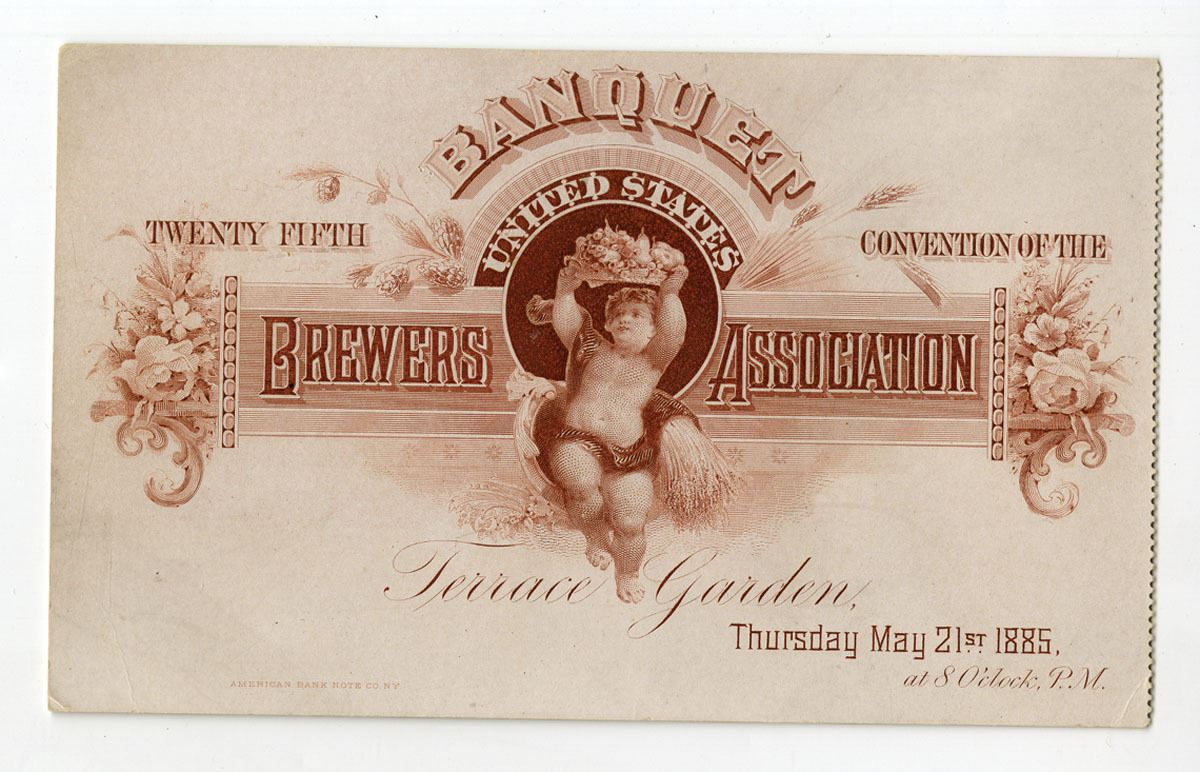 BANQUET
TWENTY FIFTH
CONVENTION OF THE
UNITED STATES
BREWERS ASSOCIATION
Terrace Garden,
Thursday May 21ST 1885,
at 8 O'clock, P.M.
AMERICAN BANK NOTE CO. NY